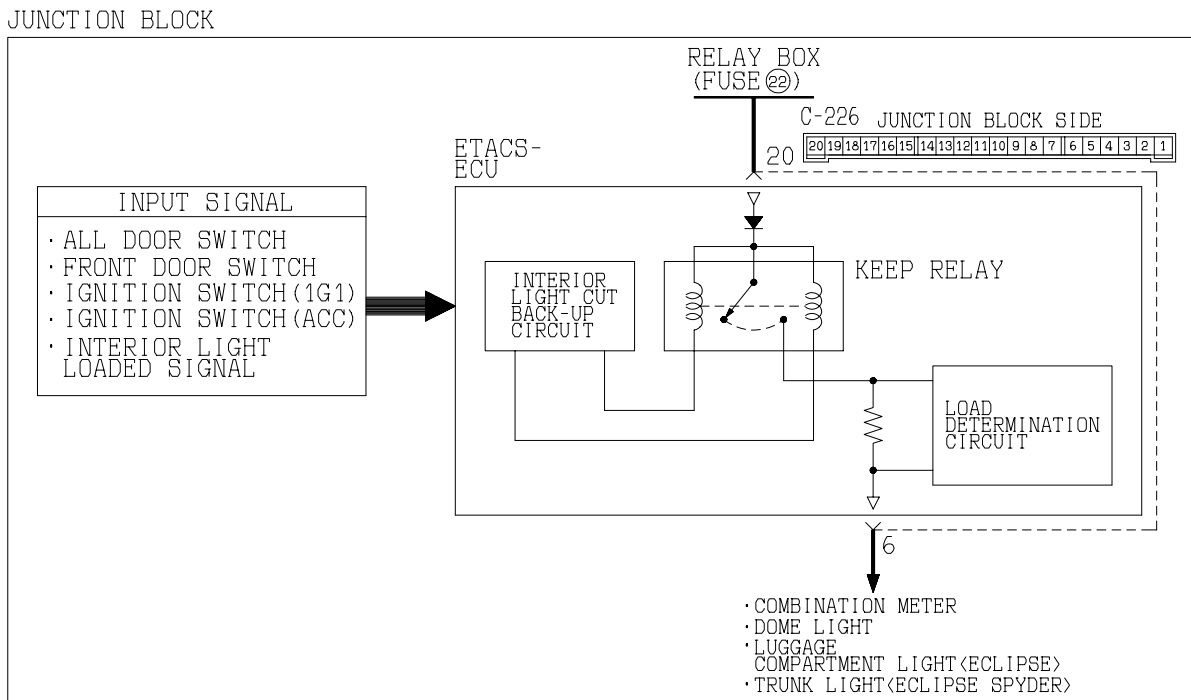 JUNCTION BLOCK
RELAY BOX
(FUSE㉒)
C-226 JUNCTION BLOCK SIDE
20 19 18 17 16 15 14 13 12 11 10 9 8 7 6 5 4 3 2 1
20
ETACS-
ECU
INPUT SIGNAL
· ALL DOOR SWITCH
· FRONT DOOR SWITCH
· IGNITION SWITCH(1G1)
· IGNITION SWITCH(ACC)
· INTERIOR LIGHT
LOADED SIGNAL
INTERIOR
LIGHT CUT
BACK-UP
CIRCUIT
KEEP RELAY
LOAD
DETERMINATION
CIRCUIT
6
·COMBINATION METER
·DOME LIGHT
·LUGGAGE
COMPARTMENT LIGHT<ECLIPSE>
·TRUNK LIGHT<ECLIPSE SPYDER>